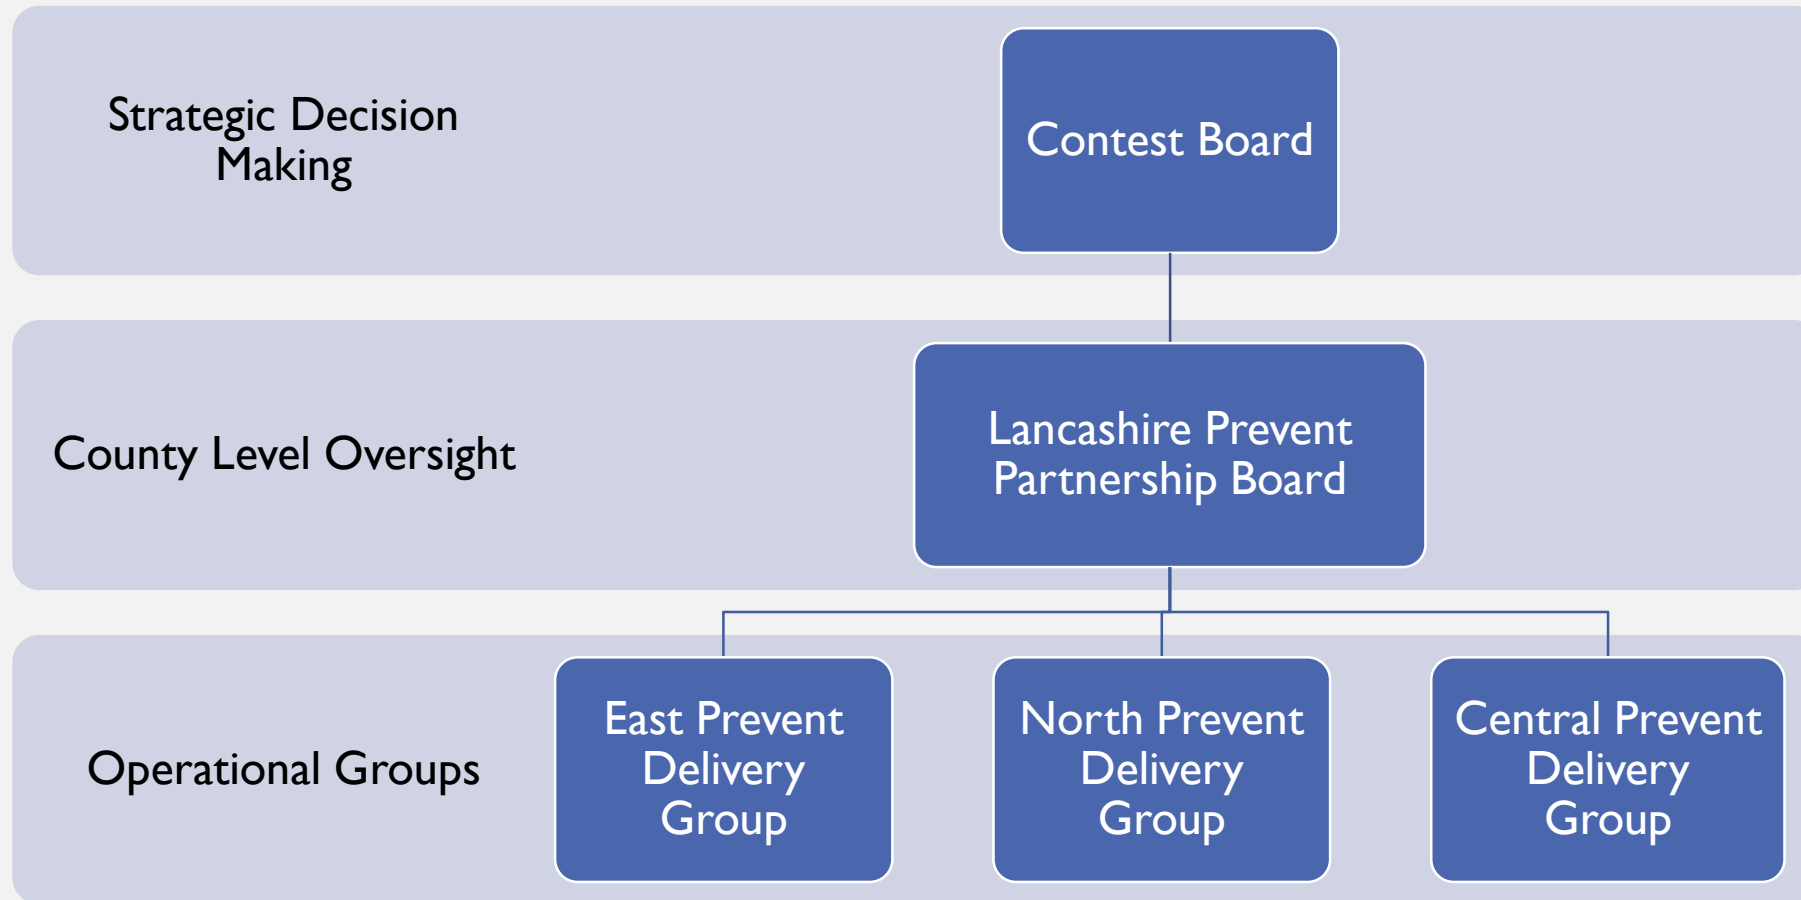 Strategic Decision
Making
Contest Board
County Level Oversight
Lancashire Prevent
Partnership Board
Operational Groups
East Prevent
Delivery
Group
North Prevent
Delivery
Group
Central Prevent
Delivery
Group